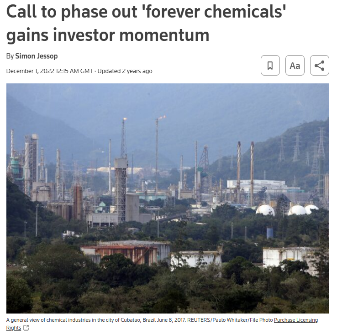 Call to phase out 'forever chemicals'
gains investor momentum
By Simon Jessop
December 1, 2022 12:15 AM GMT · Updated 2 years ago
Aa
A general view of chemical industries in the city of Cubatao, Brazil June 8, 2017. REUTERS/Paulo Whitaker/File Photo Purchase Licensing
Rights